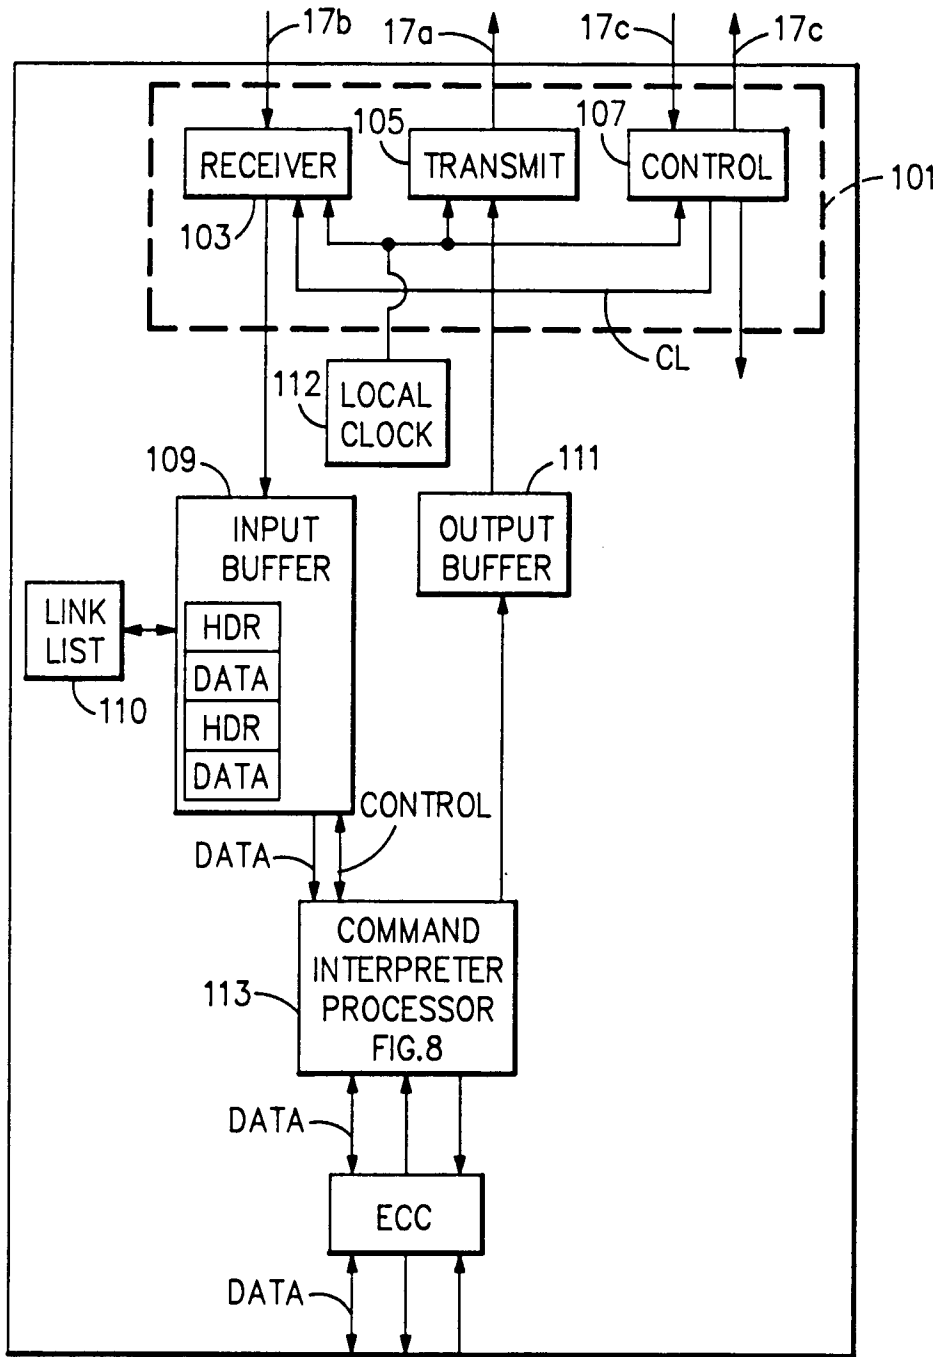 17b
17a
17c
17c
105
107
RECEIVER
TRANSMIT
CONTROL
101
103
CL
112
LOCAL
CLOCK
109
111
INPUT
BUFFER
OUTPUT
BUFFER
LINK
LIST
HDR
DATA
HDR
DATA
110
CONTROL
DATA
COMMAND
INTERPRETER
PROCESSOR
FIG.8
113
DATA
ECC
DATA